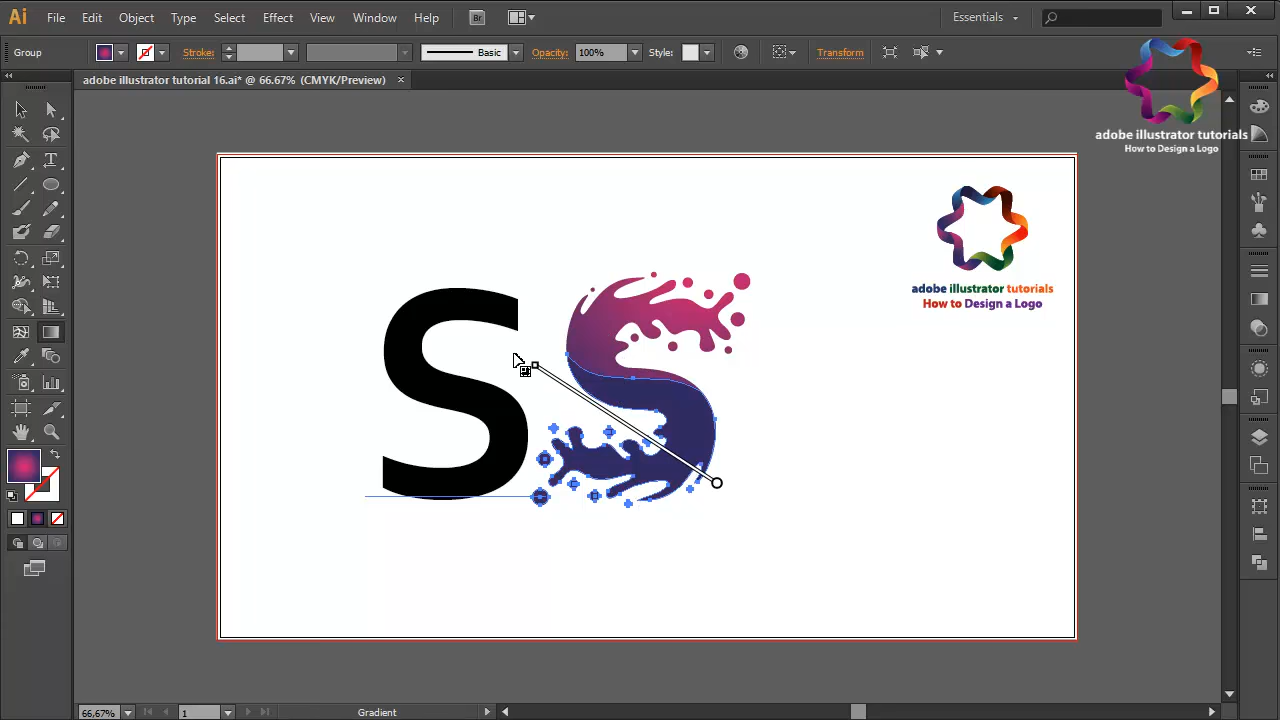 Ai File Edit Object Type Select Effect View Window Help Br Essentials
Group Stroke: Basic Opacity: 100% Style: Transform
adobe illustrator tutorial 16.ai* @ 66.67% (CMYK/Preview)
adobe illustrator tutorials
How to Design a Logo
S S
adobe illustrator tutorials
How to Design a Logo
66,67% 1 Gradient